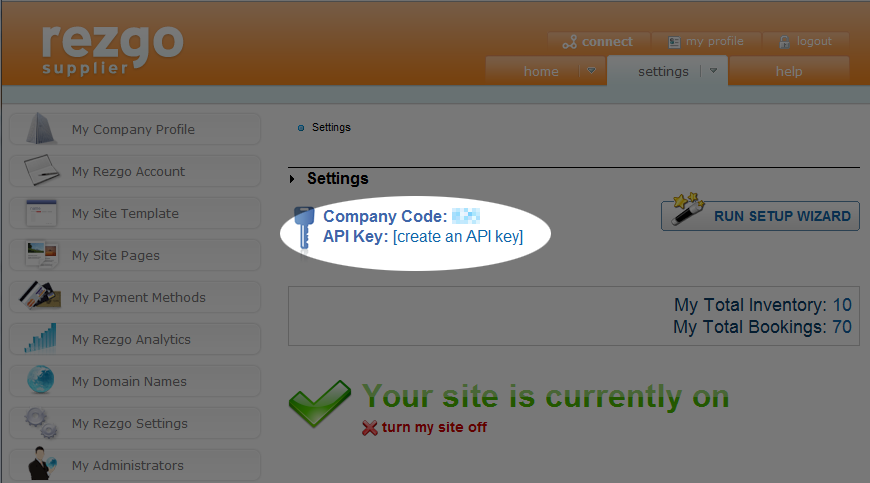 rezgo
supplier
connect
my profile
logout
home
settings
help
My Company Profile
My Rezgo Account
My Site Template
My Site Pages
My Payment Methods
My Rezgo Analytics
My Domain Names
My Rezgo Settings
My Administrators
Settings
Settings
Company Code:
API Key: [create an API key]
RUN SETUP WIZARD
My Total Inventory: 10
My Total Bookings: 70
Your site is currently on
turn my site off